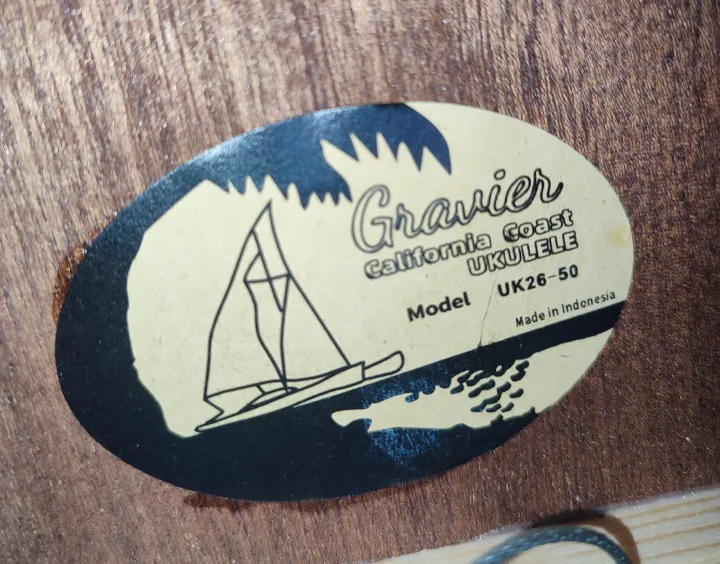 Gravier
California Coast
UKULELE
Model UK26-50
Made in Indonesia